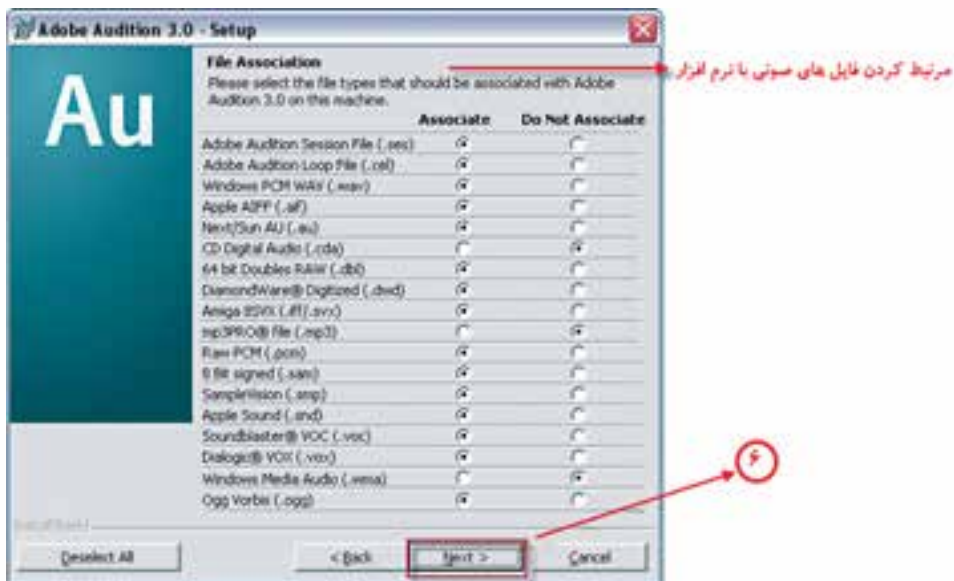 Adobe Audition 3.0 - Setup
Au
File Association
Please select the file types that should be associated with Adobe
Audition 3.0 on this machine.
مرتبط کردن فایل های صوتی با نرم افزار
Associate Do Not Associate
Adobe Audition Session File (.ses)
Adobe Audition Loop File (.cel)
Windows PCM WAV (.wav)
Apple AIFF (.aif)
Next/Sun AU (.au)
CD Digital Audio (.cda)
64 bit Doubles RAW (.dbl)
DiamondWare® Digitized (.dwd)
Amiga 8SVX (.iff/.svx)
mp3PRO® file (.mp3)
Raw PCM (.pcm)
8 Bit signed (.sam)
SampleVision (.smp)
Apple Sound (.snd)
Soundblaster® VOC (.voc)
Dialogic® VOX (.vox)
Windows Media Audio (.wma)
Ogg Vorbis (.ogg)
۶
InstallShield
Deselect All < Back Next > Cancel